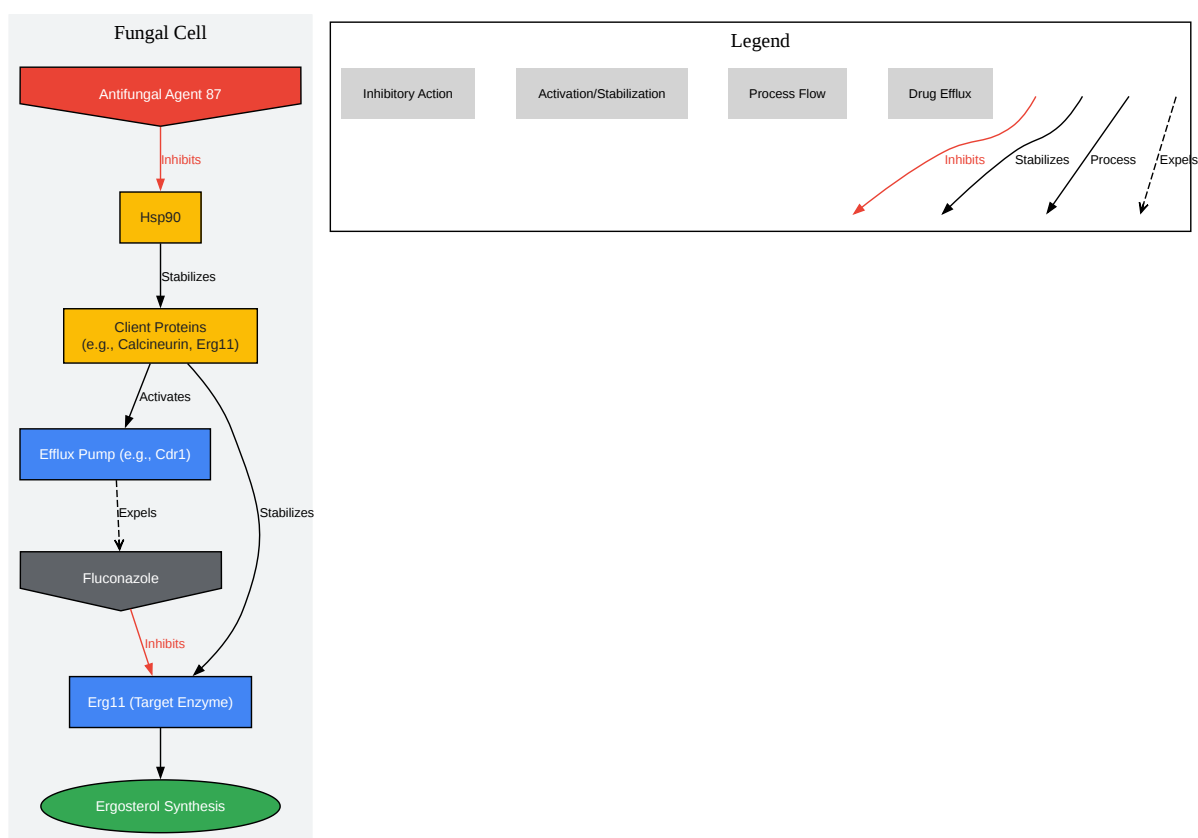 Fungal Cell
Antifungal Agent 87
Inhibits
Hsp90
Stabilizes
Client Proteins
(e.g., Calcineurin, Erg11)
Activates
Efflux Pump (e.g., Cdr1)
Expels
Stabilizes
Fluconazole
Inhibits
Erg11 (Target Enzyme)
Ergosterol Synthesis
Legend
Inhibitory Action
Activation/Stabilization
Process Flow
Drug Efflux
Inhibits
Stabilizes
Process
Expels